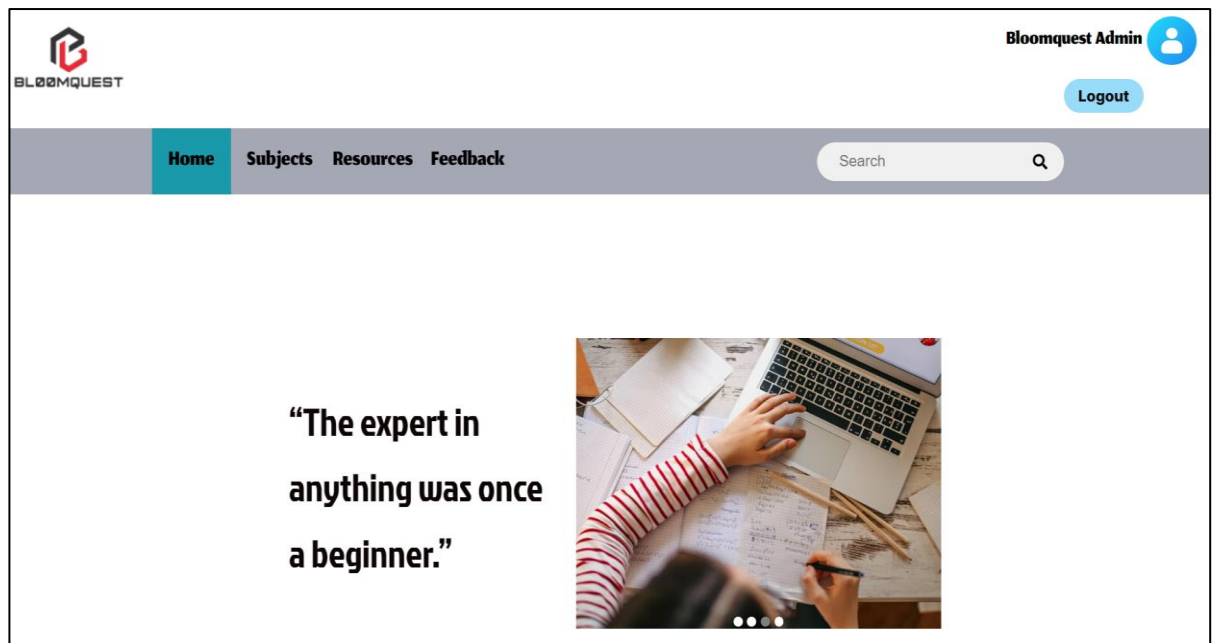 BLØØMQUEST
Bloomquest Admin
Logout
Home Subjects Resources Feedback
Search
“The expert in
anything was once
a beginner.”